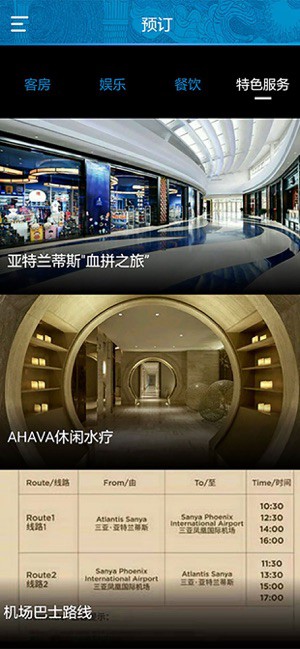 预订
客房 娱乐 餐饮 特色服务
亚特兰蒂斯“血拼之旅”
AHAVA休闲水疗
Route/线路 From/由 To/至 Time/时间
Route1
线路1
Atlantis Sanya
三亚·亚特兰蒂斯
Sanya Phoenix
International Airport
三亚凤凰国际机场
10:30
12:30
14:00
16:00
Route2
线路2
Sanya Phoenix
International Airport
三亚凤凰国际机场
Atlantis Sanya
三亚·亚特兰蒂斯
11:30
13:30
15:00
17:00
机场巴士路线